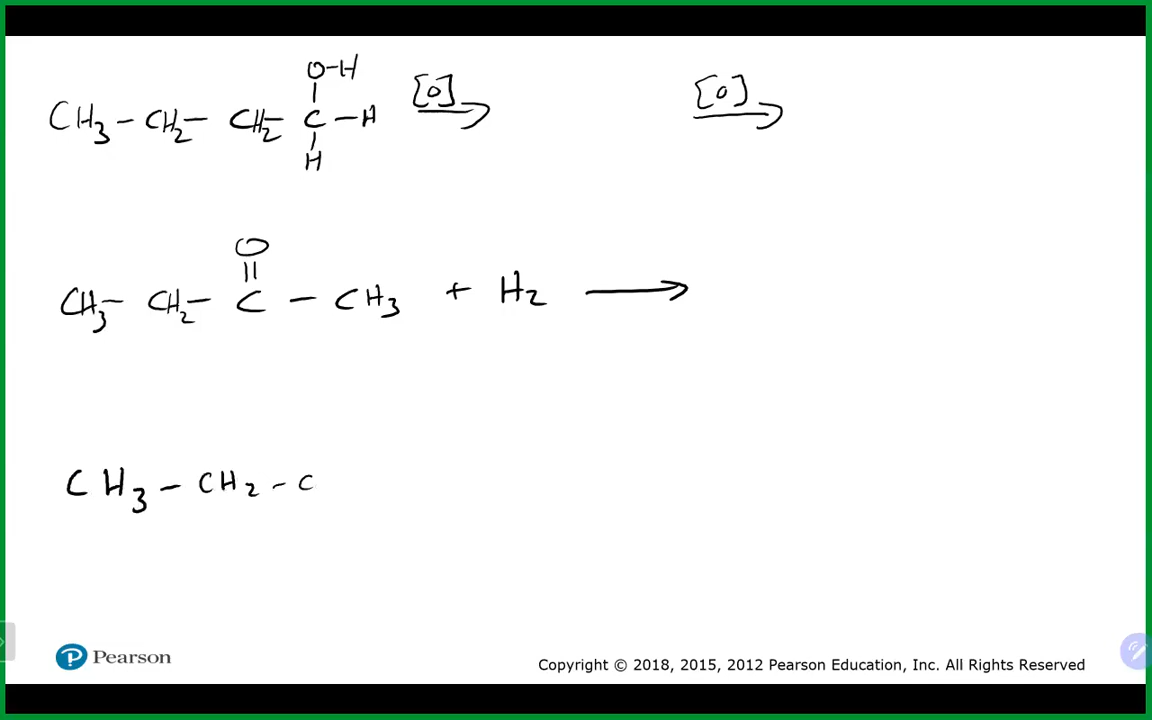 O-H
[O] [O]
CH3 - CH2 - CH2 C - H
H
O
CH3 - CH2 - C - CH3 + H2 →
CH3 - CH2 - C
Pearson
Copyright © 2018, 2015, 2012 Pearson Education, Inc. All Rights Reserved